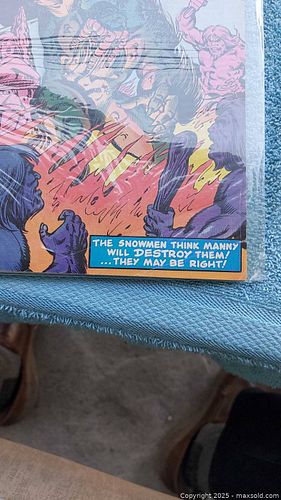 THE SNOWMEN THINK MANNY
WILL DESTROY THEM!
...THEY MAY BE RIGHT!
Copyright 2025 - maxsold.com